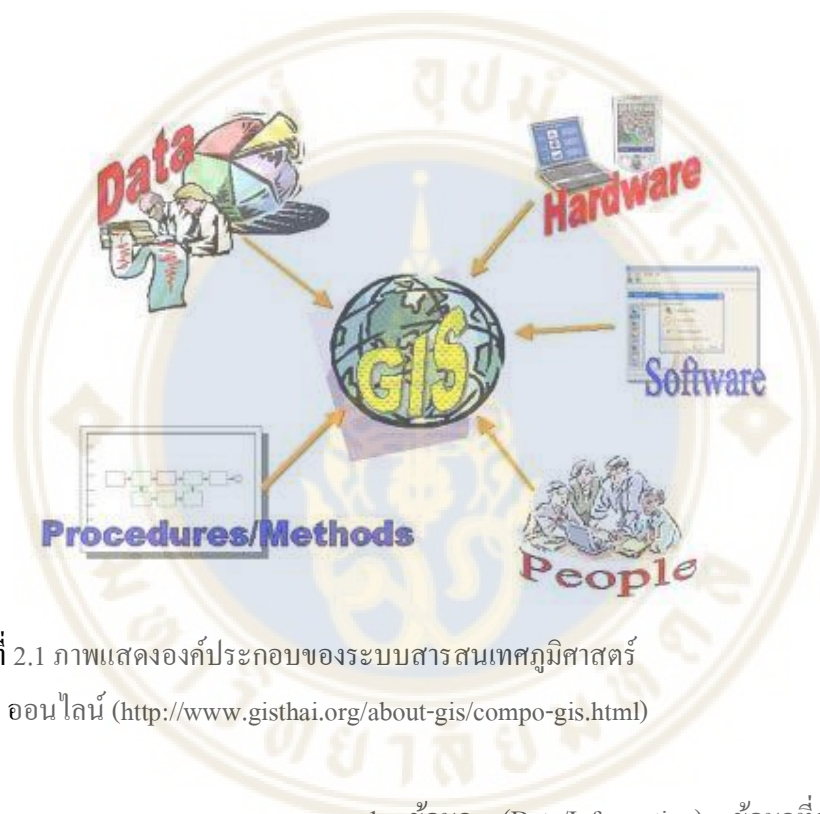 Data
Hardware
GIS
Software
Procedures/Methods
People
2.1 ภาพแสดงองค์ประกอบของระบบสารสนเทศภูมิศาสตร์
ออนไลน์ (http://www.gisthai.org/about-gis/compo-gis.html)